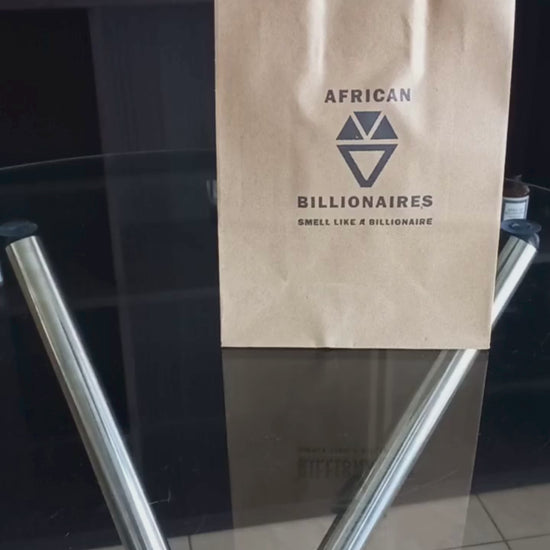 AFRICAN
BILLIONAIRES
SMELL LIKE A BILLIONAIRE